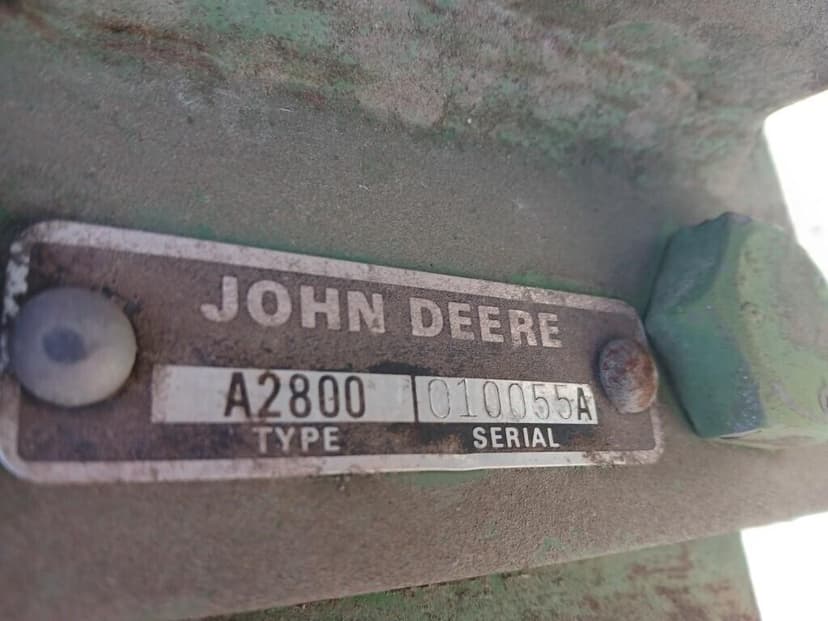 JOHN DEERE
A2800 010055A
TYPE SERIAL